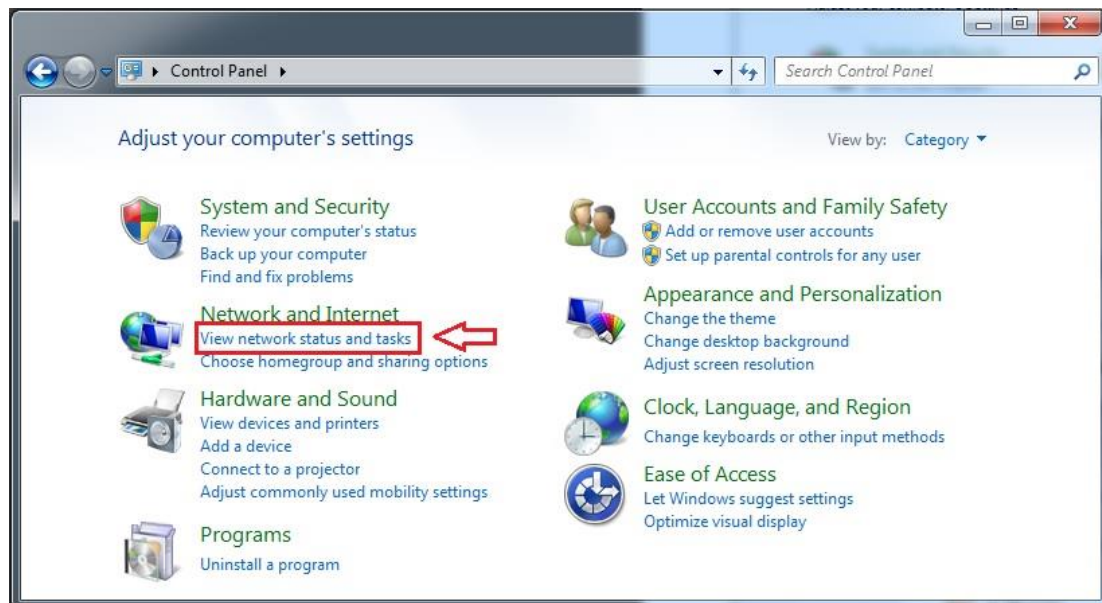 Control Panel
Search Control Panel
Adjust your computer's settings
View by: Category
System and Security
Review your computer's status
Back up your computer
Find and fix problems
Network and Internet
View network status and tasks
Choose homegroup and sharing options
Hardware and Sound
View devices and printers
Add a device
Connect to a projector
Adjust commonly used mobility settings
Programs
Uninstall a program
User Accounts and Family Safety
Add or remove user accounts
Set up parental controls for any user
Appearance and Personalization
Change the theme
Change desktop background
Adjust screen resolution
Clock, Language, and Region
Change keyboards or other input methods
Ease of Access
Let Windows suggest settings
Optimize visual display